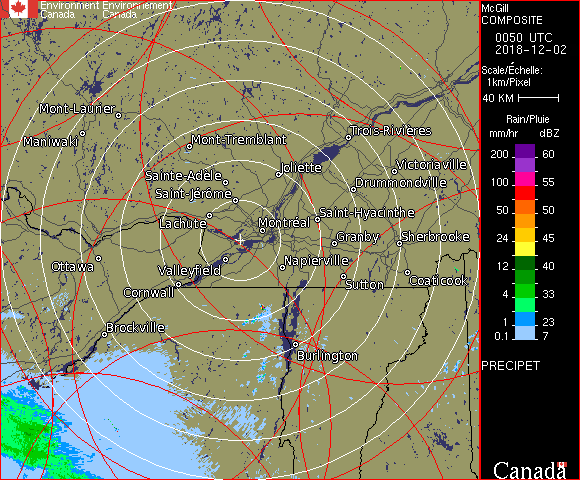 Environment Environnement
Canada Canada
McGill
COMPOSITE
0050 UTC
2018-12-02
Scale/Échelle:
1km/Pixel
40 KM
Rain/Pluie
mm/hr dBZ
200 60
100 55
50 50
24 45
12 40
4 33
1 23
0.1 7
PRECIPET
Canada
Mont-Laurier
Maniwaki
Mont-Tremblant
Trois-Rivières
Sainte-Adèle
Joliette
Victoriaville
Saint-Jérôme
Drummondville
Lachute
Montréal
Saint-Hyacinthe
Granby
Sherbrooke
Ottawa
Valleyfield
Napierville
Cornwall
Sutton
Coaticook
Brockville
Burlington